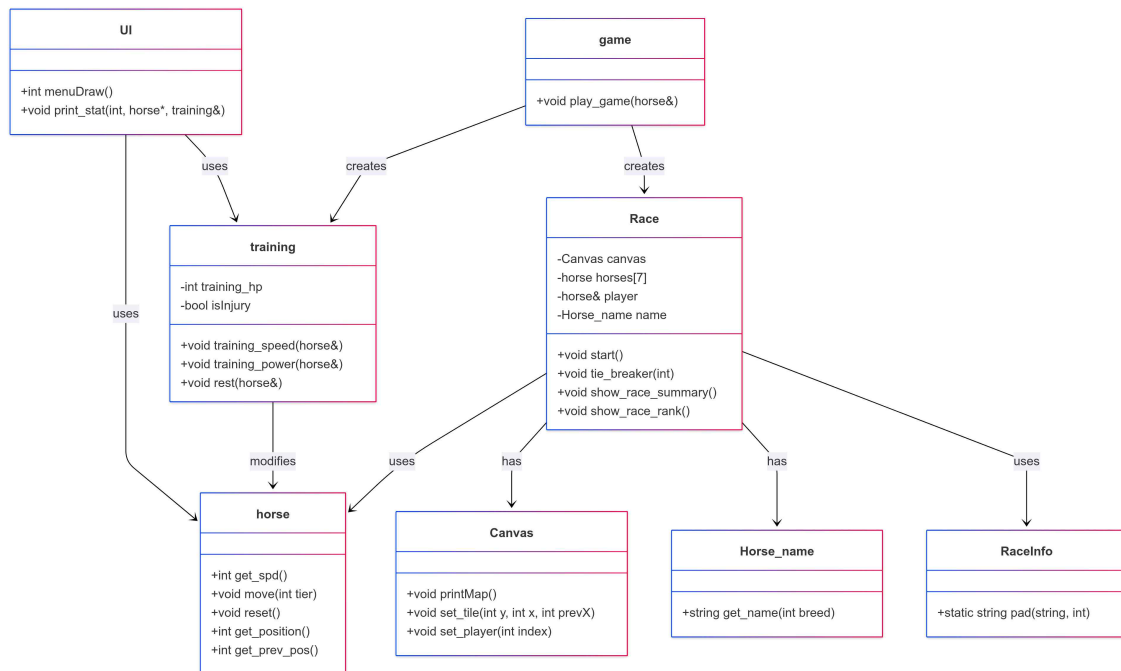 UI
+int menuDraw()
+void print_stat(int, horse*, training&)
game
+void play_game(horse&)
uses
creates
creates
training
-int training_hp
-bool isInjury
+void training_speed(horse&)
+void training_power(horse&)
+void rest(horse&)
Race
-Canvas canvas
-horse horses[7]
-horse& player
-Horse_name name
+void start()
+void tie_breaker(int)
+void show_race_summary()
+void show_race_rank()
uses
modifies
uses
has
has
uses
horse
+int get_spd()
+void move(int tier)
+void reset()
+int get_position()
+int get_prev_pos()
Canvas
+void printMap()
+void set_tile(int y, int x, int prevX)
+void set_player(int index)
Horse_name
+string get_name(int breed)
RaceInfo
+static string pad(string, int)